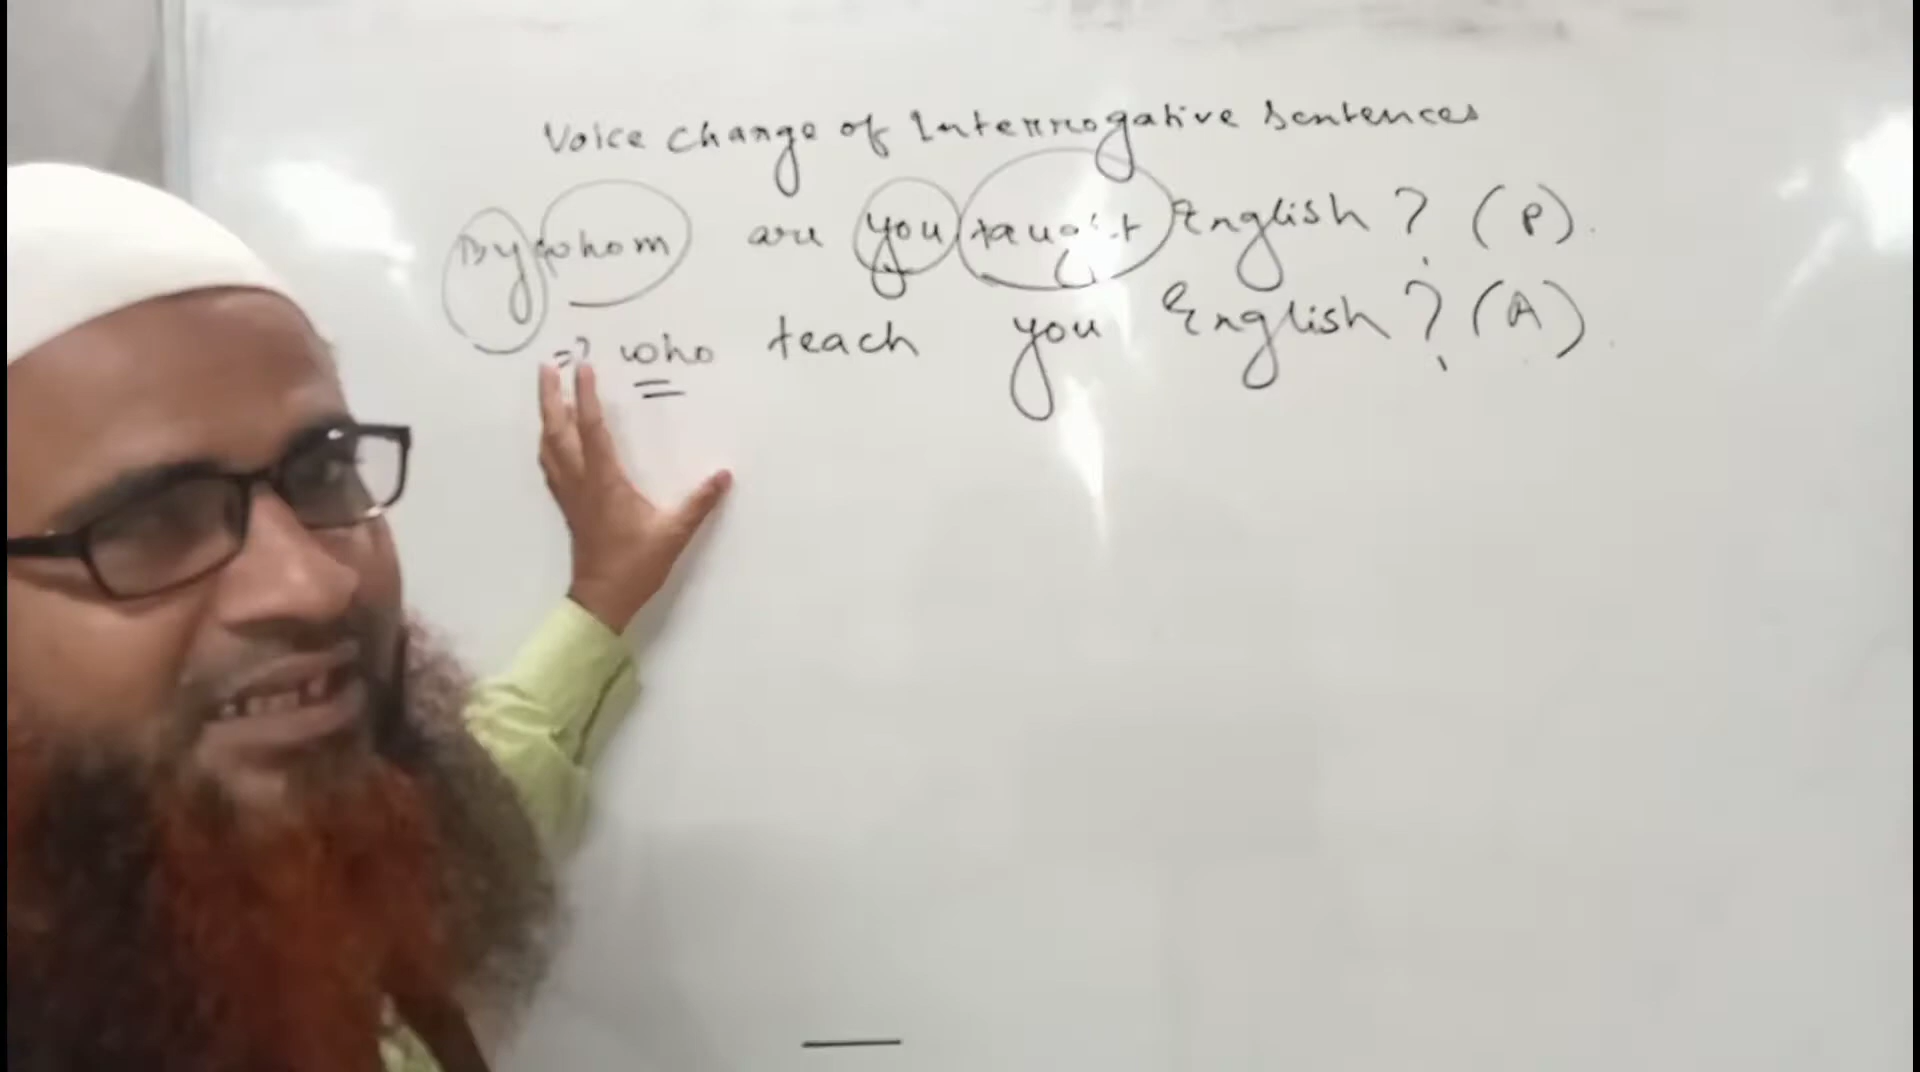 Voice Change of Interrogative Sentences
By whom are you taught English? (P).
=> who teach you English? (A).